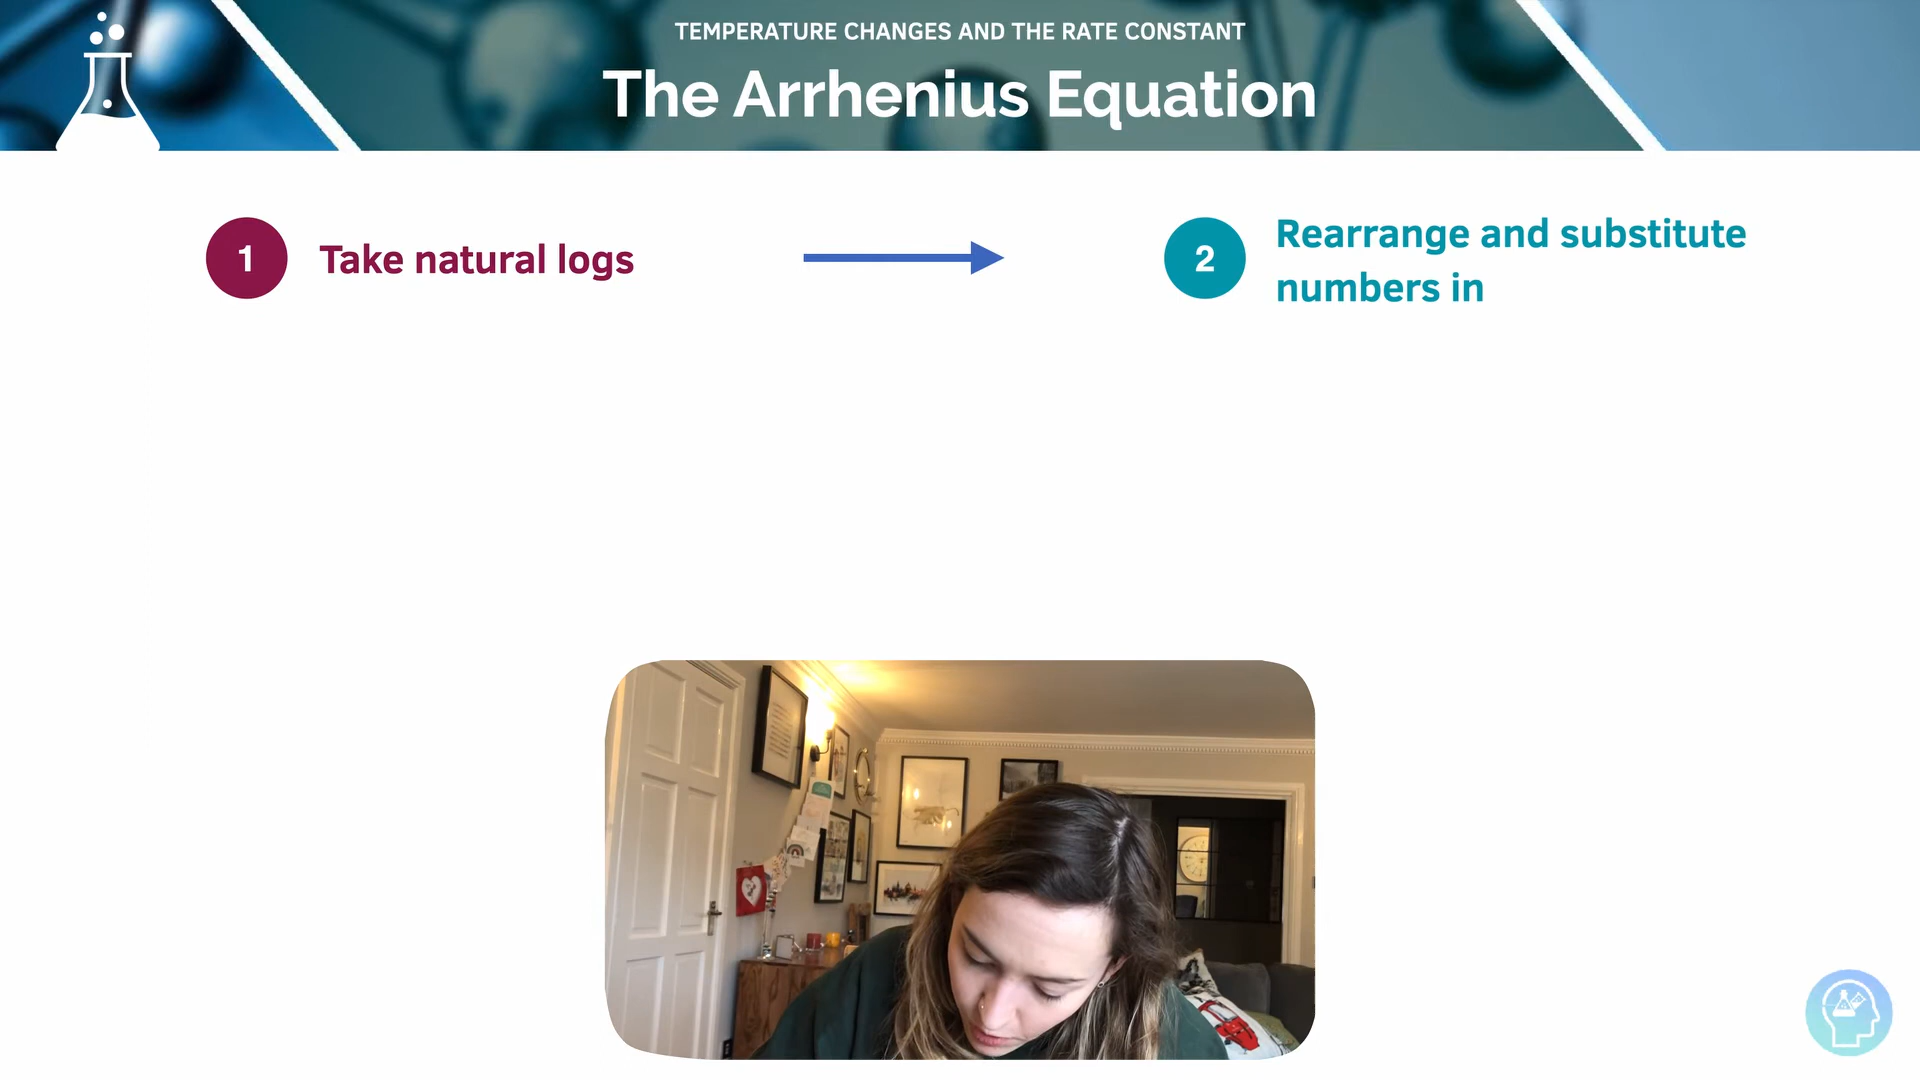 TEMPERATURE CHANGES AND THE RATE CONSTANT
The Arrhenius Equation
1 Take natural logs
2 Rearrange and substitute
numbers in